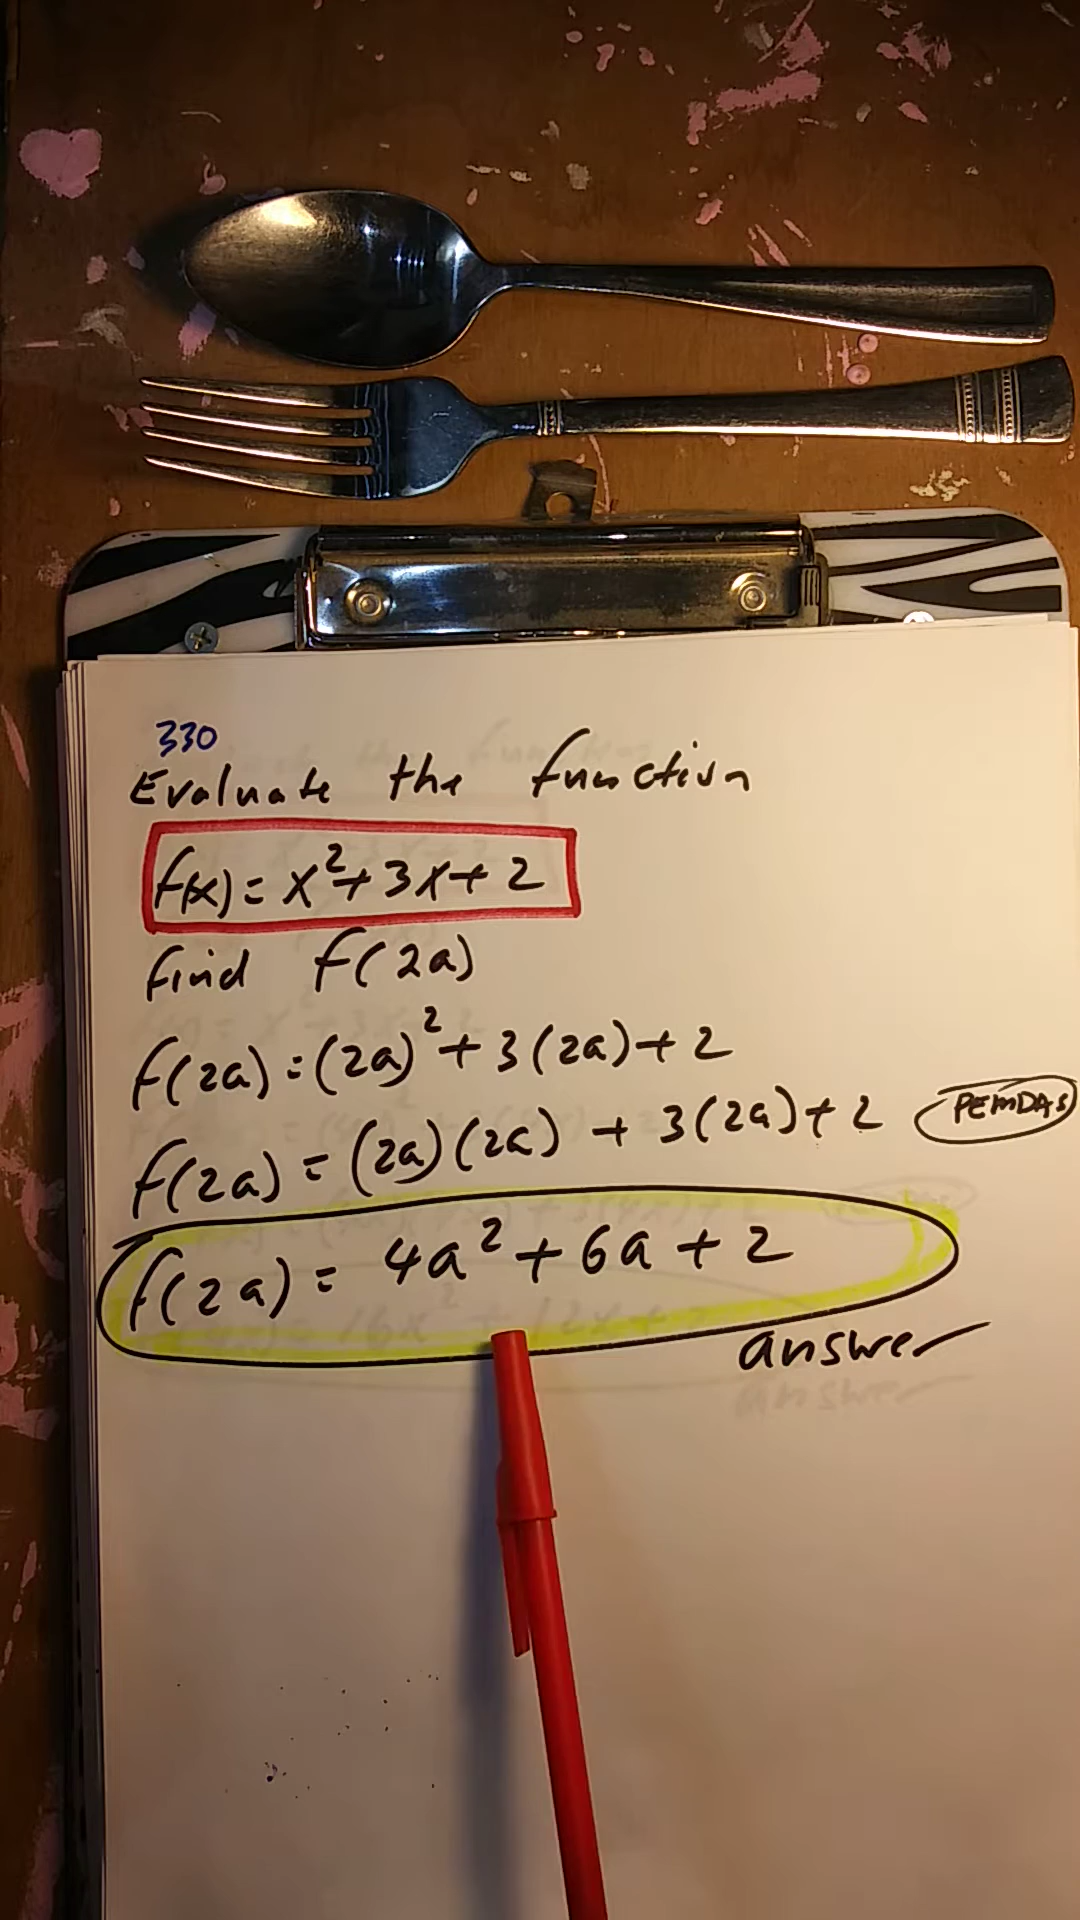 330
Evaluate the function
f(x) = x² + 3x + 2
find f(2a)
f(2a) = (2a)² + 3(2a) + 2
f(2a) = (2a)(2a) + 3(2a) + 2 PEMDAS
f(2a) = 4a² + 6a + 2
answer